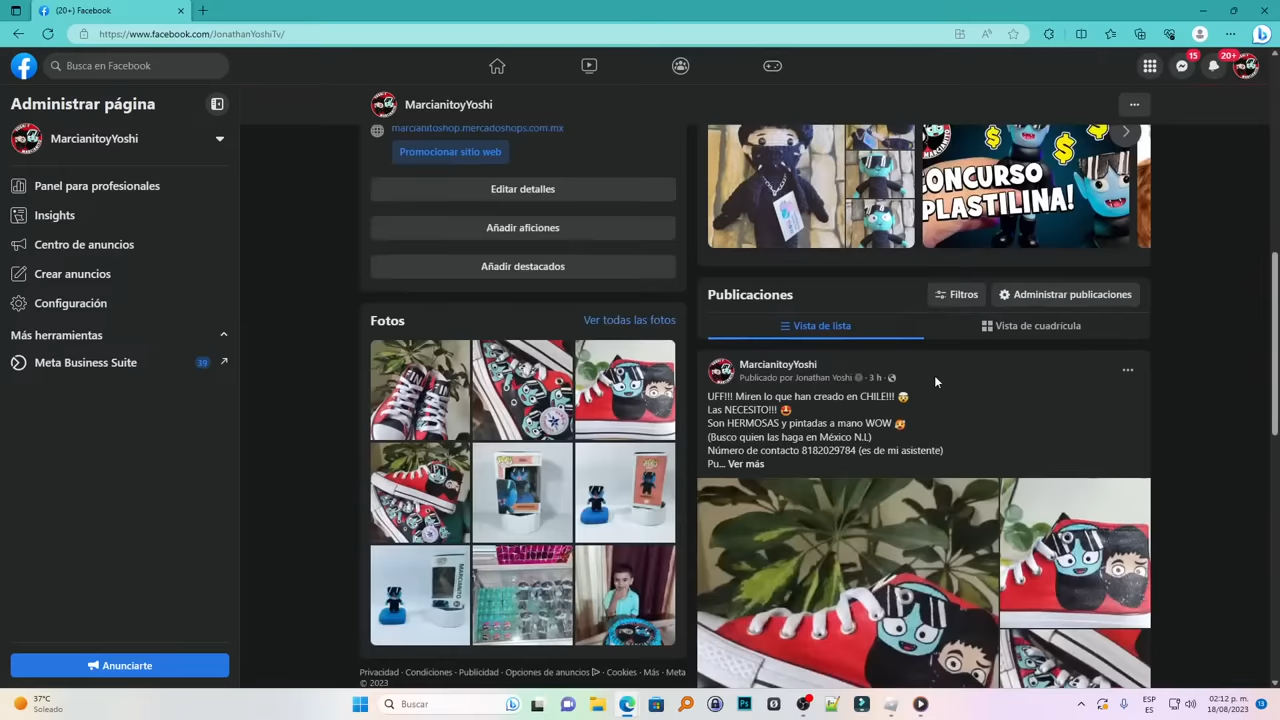 (20+) Facebook
https://www.facebook.com/JonathanYoshiTv/
Busca en Facebook
15
20+
Administrar página
MarcianitoyYoshi
Panel para profesionales
Insights
Centro de anuncios
Crear anuncios
Configuración
Más herramientas
Meta Business Suite
39
Anunciarte
MarcianitoyYoshi
marcianitoshop.mercadoshops.com.mx
Promocionar sitio web
Editar detalles
Añadir aficiones
Añadir destacados
Fotos
Ver todas las fotos
MARCIANITO
Privacidad · Condiciones · Publicidad · Opciones de anuncios · Cookies · Más · Meta
© 2023
CONCURSO
PLASTILINA!
Publicaciones
Filtros
Administrar publicaciones
Vista de lista
Vista de cuadrícula
MarcianitoyYoshi
Publicado por Jonathan Yoshi · 3 h ·
UFF!!! Miren lo que han creado en CHILE!!! 🤯
Las NECESITO!!! 🤩
Son HERMOSAS y pintadas a mano WOW 🥰
(Busco quien las haga en México N.L)
Número de contacto 8182029784 (es de mi asistente)
Pu... Ver más
37°C
Soleado
Buscar
ESP
ES
02:12 p. m.
18/08/2023
13